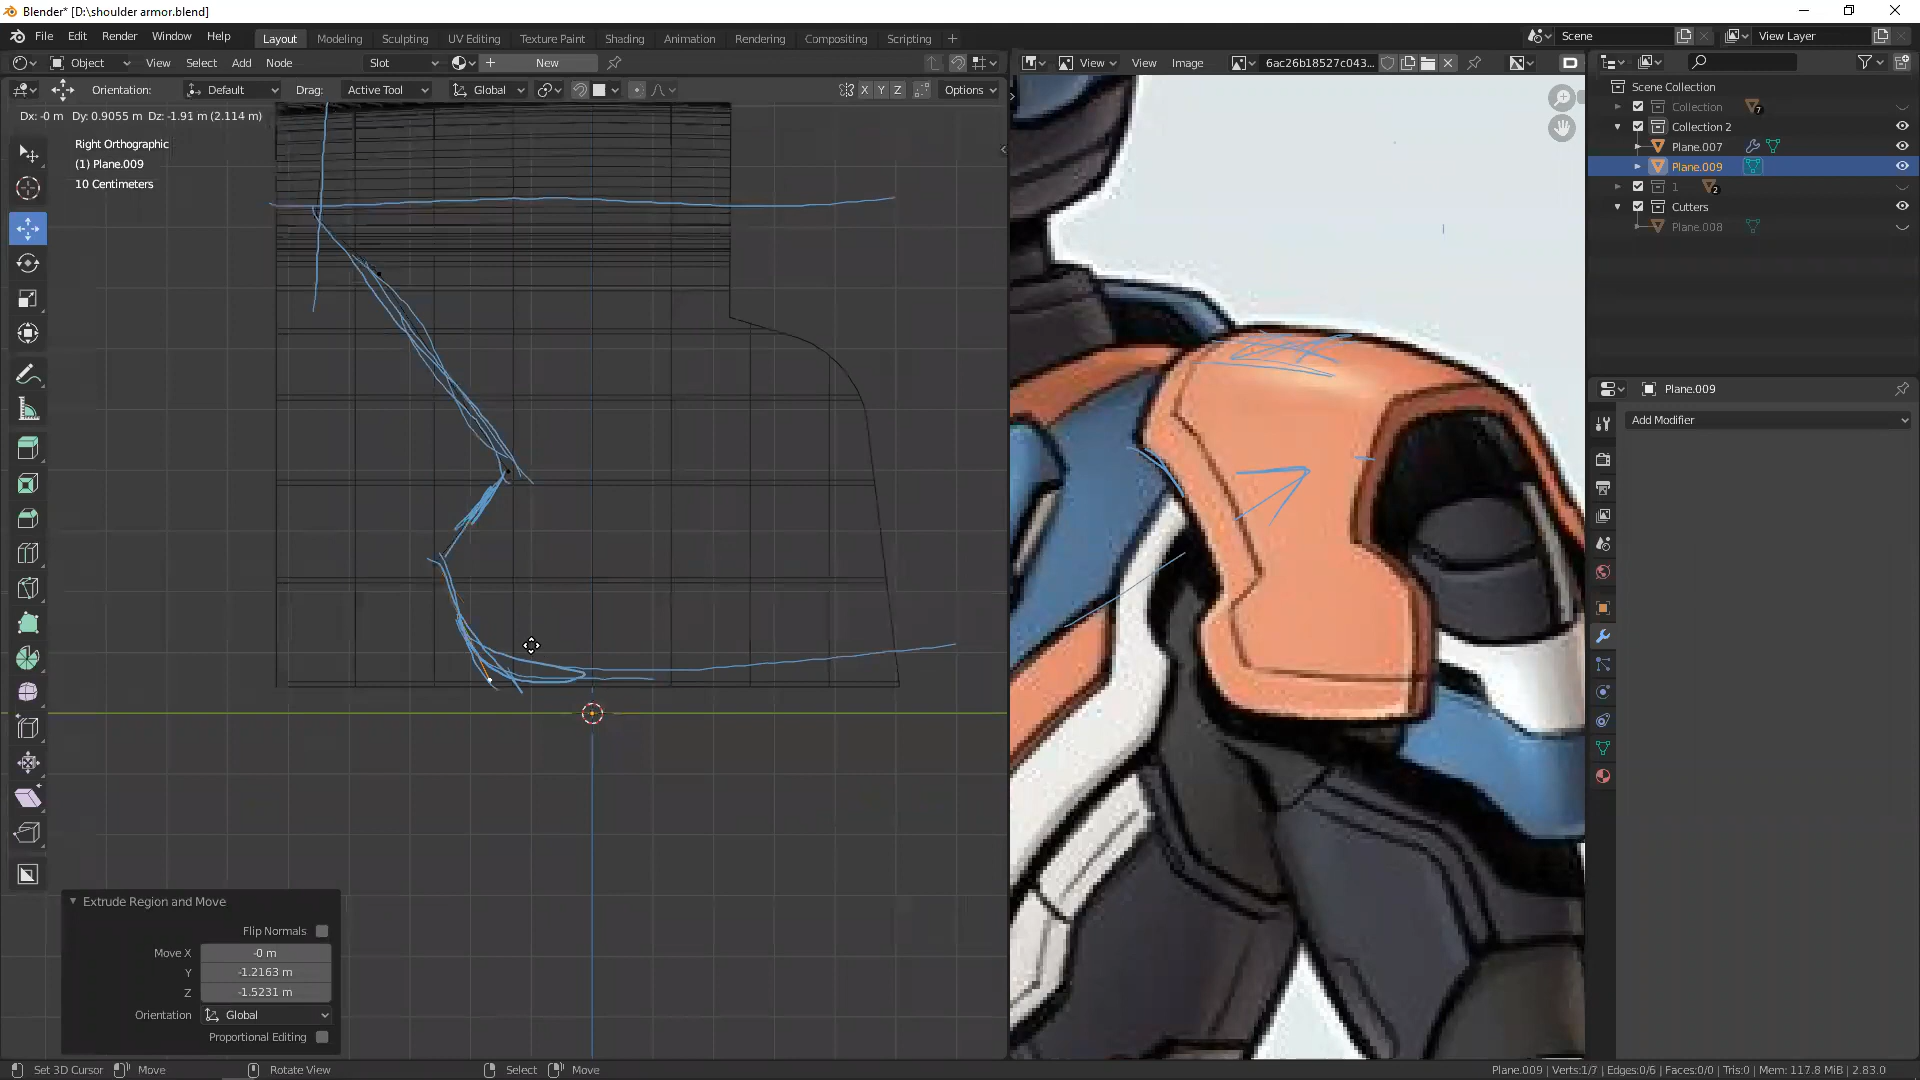 Blender* [D:\shoulder armor.blend]
File Edit Render Window Help
Layout Modeling Sculpting UV Editing Texture Paint Shading Animation Rendering Compositing Scripting
Scene
View Layer
Object View Select Add Node Slot New
View View Image 6ac26b18527c043...
Orientation: Default Drag: Active Tool Global X Y Z Options
Dx: -0 m Dy: 0.9055 m Dz: -1.91 m (2.114 m)
Right Orthographic
(1) Plane.009
10 Centimeters
Scene Collection
Collection 7
Collection 2
Plane.007
Plane.009
1 2
Cutters
Plane.008
Plane.009
Add Modifier
Extrude Region and Move
Flip Normals
Move X -0 m
Y -1.2163 m
Z -1.5231 m
Orientation Global
Proportional Editing
Set 3D Cursor Move Rotate View Select Move
Plane.009 | Verts:1/7 | Edges:0/6 | Faces:0/0 | Tris:0 | Mem: 117.8 MiB | 2.83.0